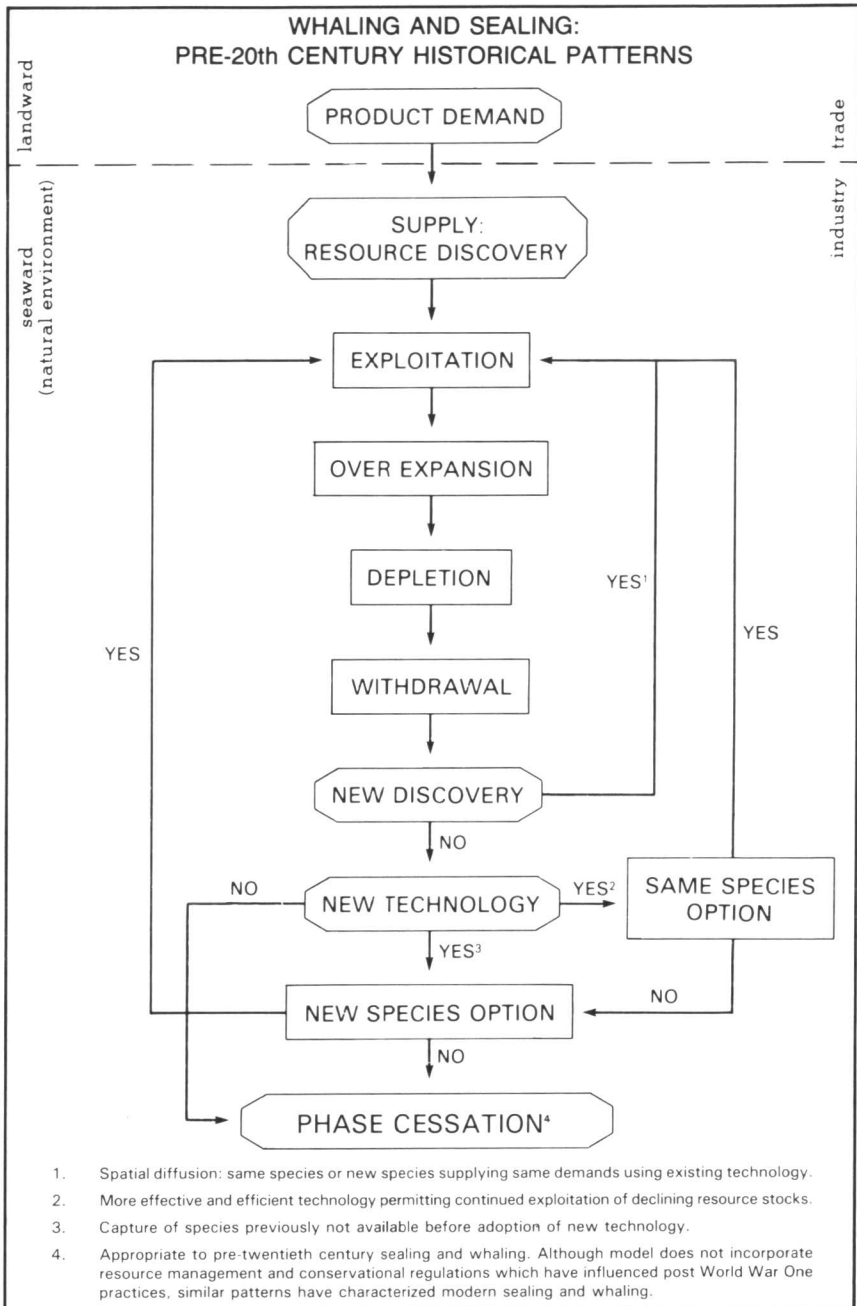 WHALING AND SEALING:
PRE-20th CENTURY HISTORICAL PATTERNS
landward
trade
PRODUCT DEMAND
seaward
(natural environment)
industry
SUPPLY:
RESOURCE DISCOVERY
EXPLOITATION
OVER EXPANSION
DEPLETION
YES¹
YES
YES
WITHDRAWAL
NEW DISCOVERY
NO
NO
NEW TECHNOLOGY
YES²
SAME SPECIES
OPTION
YES³
NO
NEW SPECIES OPTION
NO
PHASE CESSATION⁴
1. Spatial diffusion: same species or new species supplying same demands using existing technology.
2. More effective and efficient technology permitting continued exploitation of declining resource stocks.
3. Capture of species previously not available before adoption of new technology.
4. Appropriate to pre-twentieth century sealing and whaling. Although model does not incorporate
resource management and conservational regulations which have influenced post World War One
practices, similar patterns have characterized modern sealing and whaling.